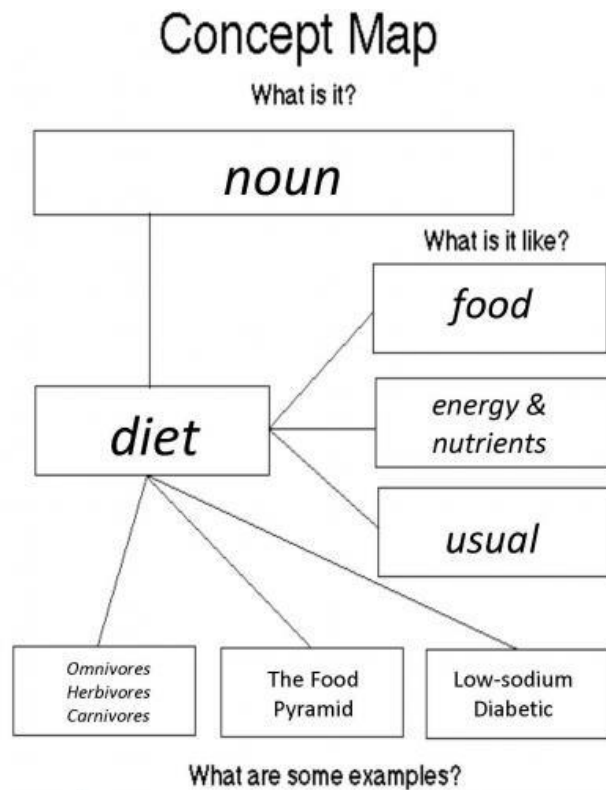 Concept Map
What is it?
noun
What is it like?
food
diet
energy &
nutrients
usual
Omnivores
Herbivores
Carnivores
The Food
Pyramid
Low-sodium
Diabetic
What are some examples?